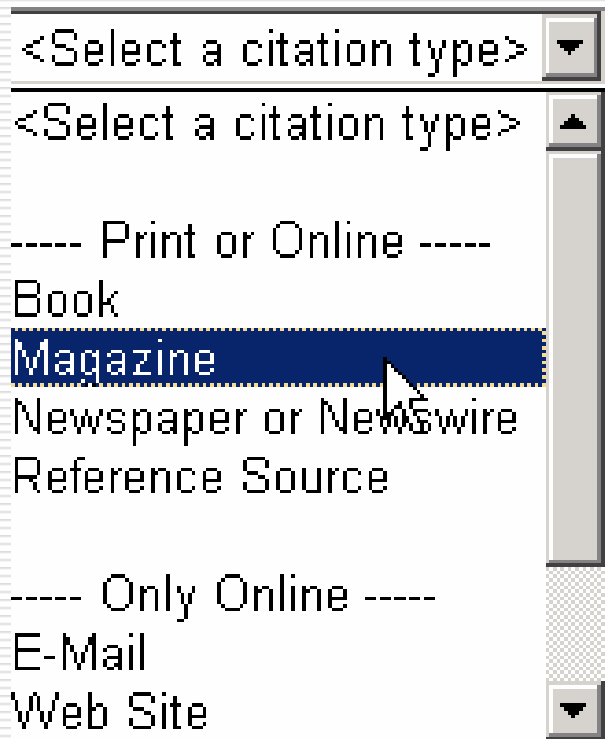 <Select a citation type>
<Select a citation type>
----- Print or Online -----
Book
Magazine
Newspaper or Newswire
Reference Source
----- Only Online -----
E-Mail
Web Site